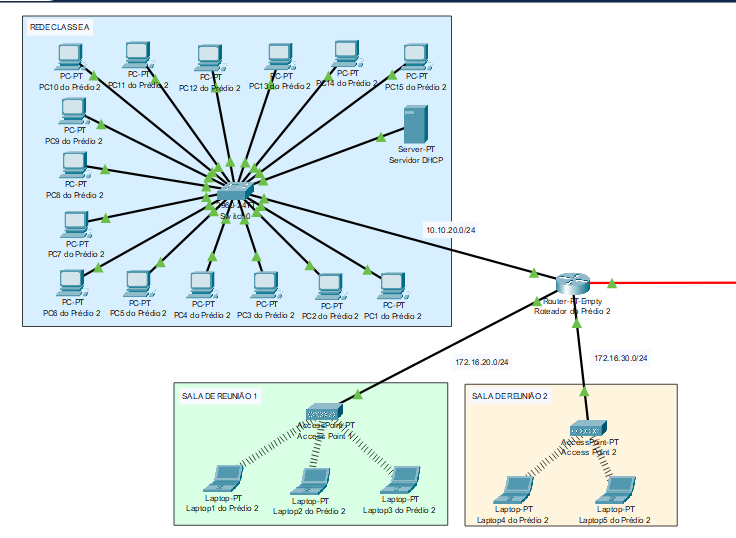 REDE CLASSE A
PC-PT
PC10 do Prédio 2
PC-PT
PC11 do Prédio 2
PC-PT
PC12 do Prédio 2
PC-PT
PC13 do Prédio 2
PC-PT
PC14 do Prédio 2
PC-PT
PC15 do Prédio 2
PC-PT
PC9 do Prédio 2
Server-PT
Servidor DHCP
PC-PT
PC8 do Prédio 2
Switch0
PC-PT
PC7 do Prédio 2
10.10.20.0/24
PC-PT
PC6 do Prédio 2
PC-PT
PC5 do Prédio 2
PC-PT
PC4 do Prédio 2
PC-PT
PC3 do Prédio 2
PC-PT
PC2 do Prédio 2
PC-PT
PC1 do Prédio 2
Router-PT-Empty
Roteador do Prédio 2
172.16.20.0/24
172.16.30.0/24
SALA DE REUNIÃO 1
AccessPoint-PT
Access Point 1
Laptop-PT
Laptop1 do Prédio 2
Laptop-PT
Laptop2 do Prédio 2
Laptop-PT
Laptop3 do Prédio 2
SALA DE REUNIÃO 2
AccessPoint-PT
Access Point 2
Laptop-PT
Laptop4 do Prédio 2
Laptop-PT
Laptop5 do Prédio 2